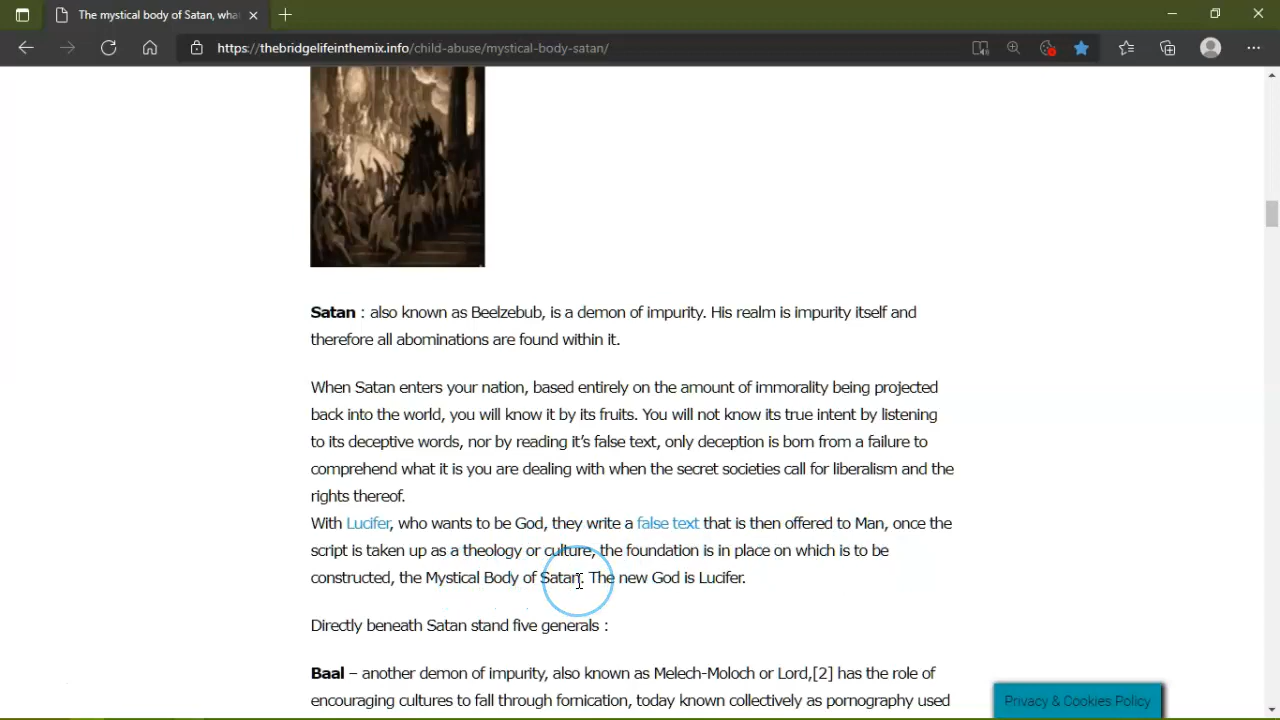 The mystical body of Satan, wha
https://thebridgelifeinthemix.info/child-abuse/mystical-body-satan/
Satan : also known as Beelzebub, is a demon of impurity. His realm is impurity itself and
therefore all abominations are found within it.
When Satan enters your nation, based entirely on the amount of immorality being projected
back into the world, you will know it by its fruits. You will not know its true intent by listening
to its deceptive words, nor by reading it's false text, only deception is born from a failure to
comprehend what it is you are dealing with when the secret societies call for liberalism and the
rights thereof.
With Lucifer, who wants to be God, they write a false text that is then offered to Man, once the
script is taken up as a theology or culture, the foundation is in place on which is to be
constructed, the Mystical Body of Satan. The new God is Lucifer.
Directly beneath Satan stand five generals :
Baal – another demon of impurity, also known as Melech-Moloch or Lord,[2] has the role of
encouraging cultures to fall through fornication, today known collectively as pornography used
Privacy & Cookies Policy